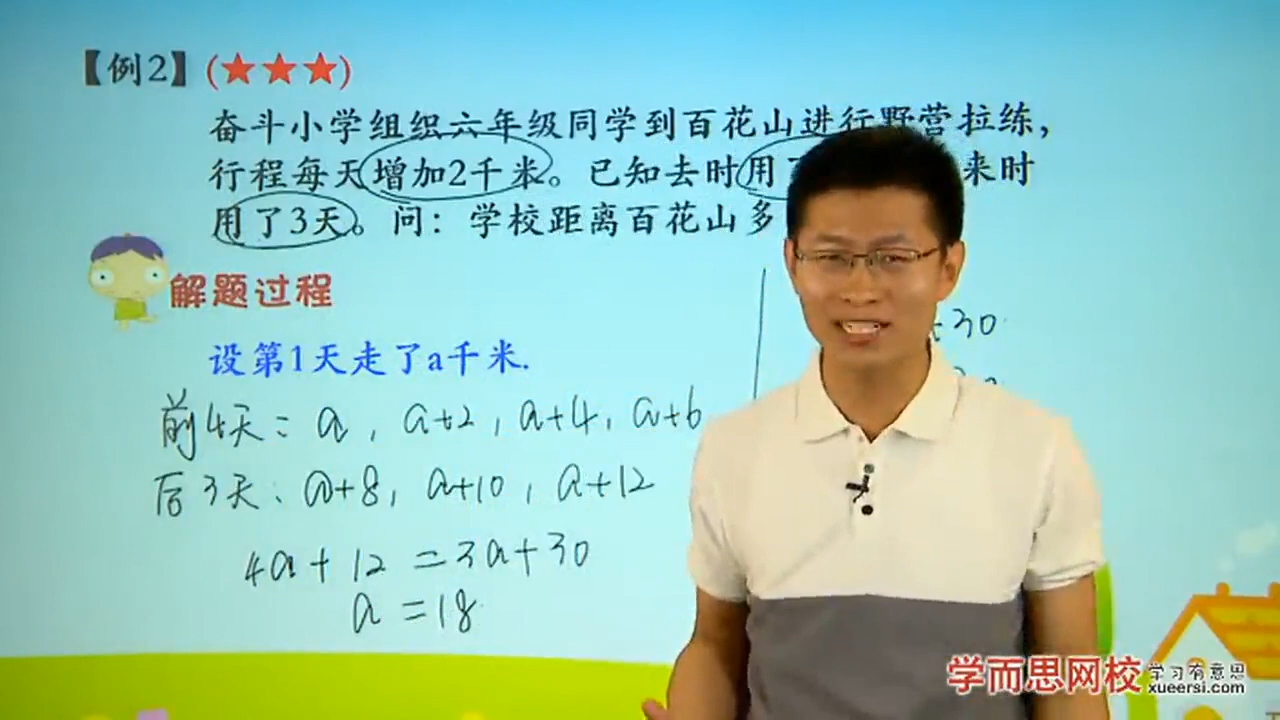 【例2】(★★★)
奋斗小学组织六年级同学到百花山进行野营拉练，
行程每天增加2千米。已知去时用 来时
用了3天。问：学校距离百花山多
解题过程
设第1天走了a千米.
30
前4天: a, a+2, a+4, a+6
后3天: a+8, a+10, a+12
4a+12=3a+30
a=18
学而思网校 学习有意思
xueersi.com